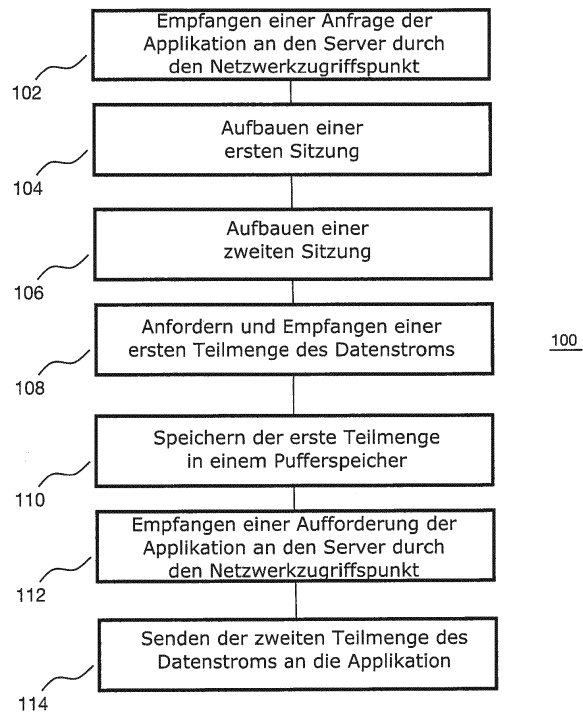 Empfangen einer Anfrage der
Applikation an den Server durch
den Netzwerkzugriffspunkt
102
Aufbauen einer
ersten Sitzung
104
Aufbauen einer
zweiten Sitzung
106
Anfordern und Empfangen einer
ersten Teilmenge des Datenstroms
100
108
Speichern der erste Teilmenge
in einem Pufferspeicher
110
Empfangen einer Aufforderung der
Applikation an den Server durch
den Netzwerkzugriffspunkt
112
Senden der zweiten Teilmenge des
Datenstroms an die Applikation
114